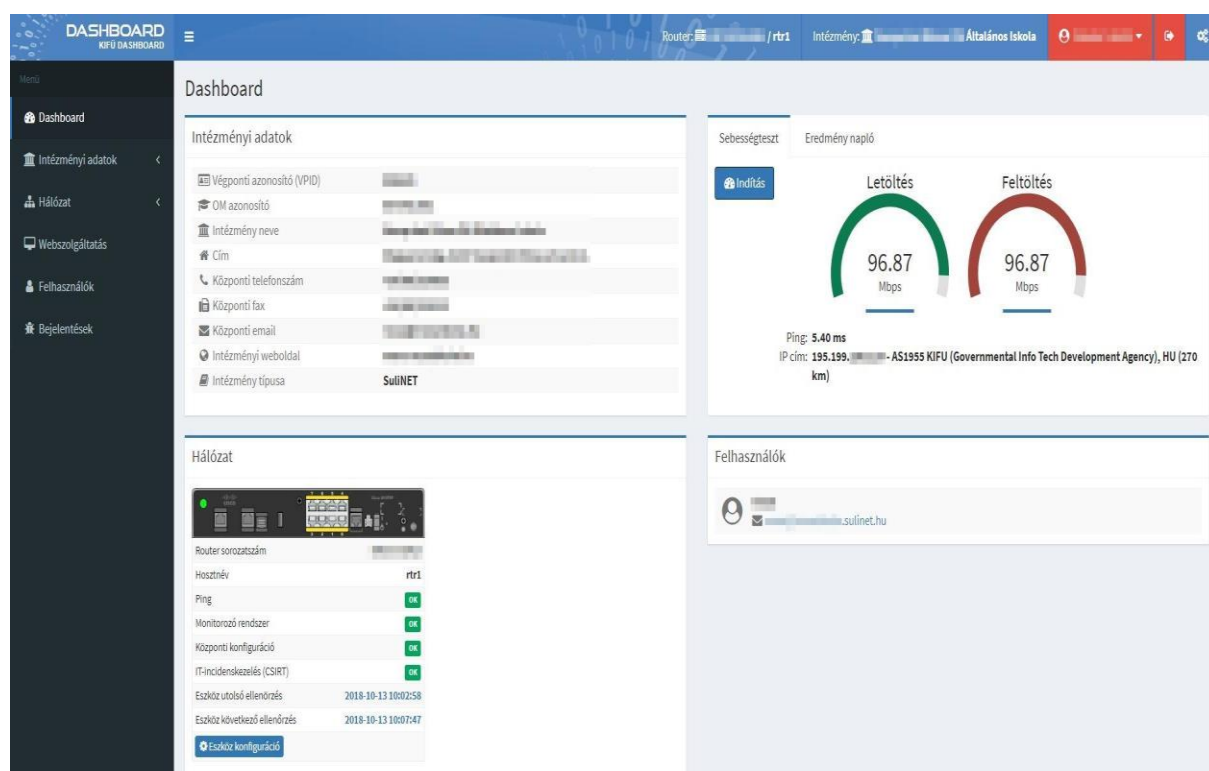 DASHBOARD
KIFÜ DASHBOARD
Router: / rtr1 Intézmény: Általános Iskola
Menü
Dashboard
Intézményi adatok
Hálózat
Webszolgáltatás
Felhasználók
Bejelentések
Dashboard
Intézményi adatok
Végponti azonosító (VPID)
OM azonosító
Intézmény neve
Cím
Központi telefonszám
Központi fax
Központi email
Intézményi weboldal
Intézmény típusa SuliNET
Sebességteszt Eredmény napló
Indítás
Letöltés Feltöltés
96.87 96.87
Mbps Mbps
Ping: 5.40 ms
IP cím: 195.199. - AS1955 KIFU (Governmental Info Tech Development Agency), HU (270
km)
Hálózat
Router sorozatszám
Hosztnév rtr1
Ping OK
Monitorozó rendszer OK
Központi konfiguráció OK
IT-incidenskezelés (CSIRT) OK
Eszköz utolsó ellenörzés 2018-10-13 10:02:58
Eszköz következő ellenőrzés 2018-10-13 10:07:47
Eszköz konfiguráció
Felhasználók
.sulinet.hu